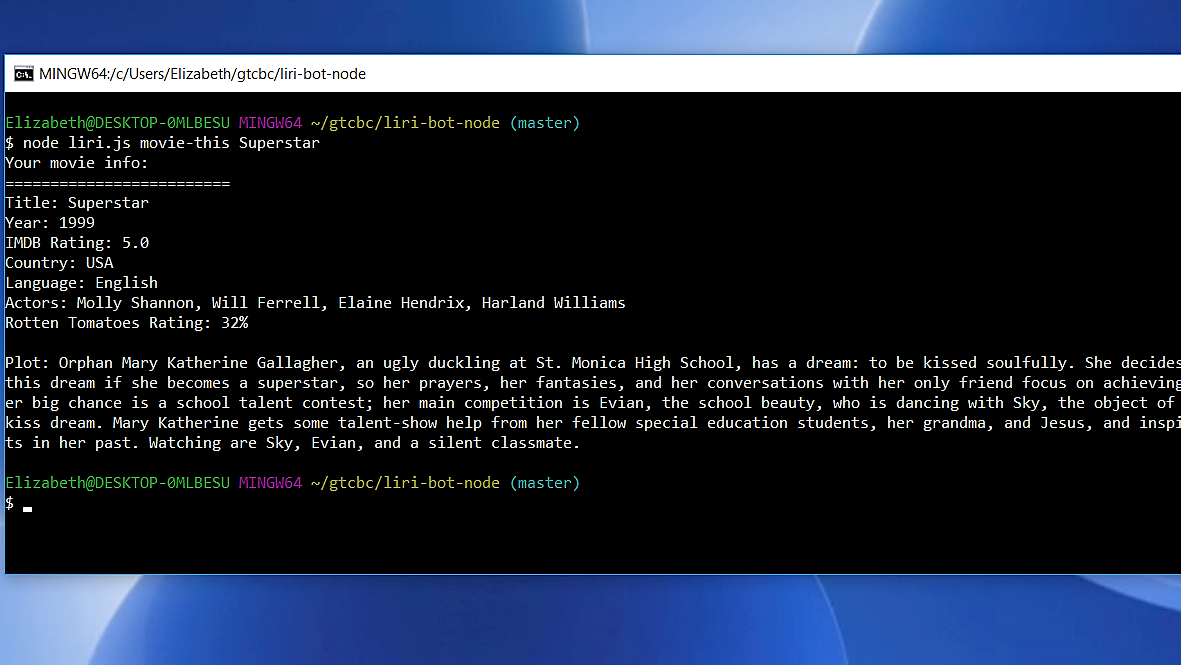 MINGW64:/c/Users/Elizabeth/gtcbc/liri-bot-node
Elizabeth@DESKTOP-0MLBESU MINGW64 ~/gtcbc/liri-bot-node (master)
$ node liri.js movie-this Superstar
Your movie info:
=========================
Title: Superstar
Year: 1999
IMDB Rating: 5.0
Country: USA
Language: English
Actors: Molly Shannon, Will Ferrell, Elaine Hendrix, Harland Williams
Rotten Tomatoes Rating: 32%
Plot: Orphan Mary Katherine Gallagher, an ugly duckling at St. Monica High School, has a dream: to be kissed soulfully. She decides
this dream if she becomes a superstar, so her prayers, her fantasies, and her conversations with her only friend focus on achieving
er big chance is a school talent contest; her main competition is Evian, the school beauty, who is dancing with Sky, the object of
kiss dream. Mary Katherine gets some talent-show help from her fellow special education students, her grandma, and Jesus, and inspi
ts in her past. Watching are Sky, Evian, and a silent classmate.
Elizabeth@DESKTOP-0MLBESU MINGW64 ~/gtcbc/liri-bot-node (master)
$